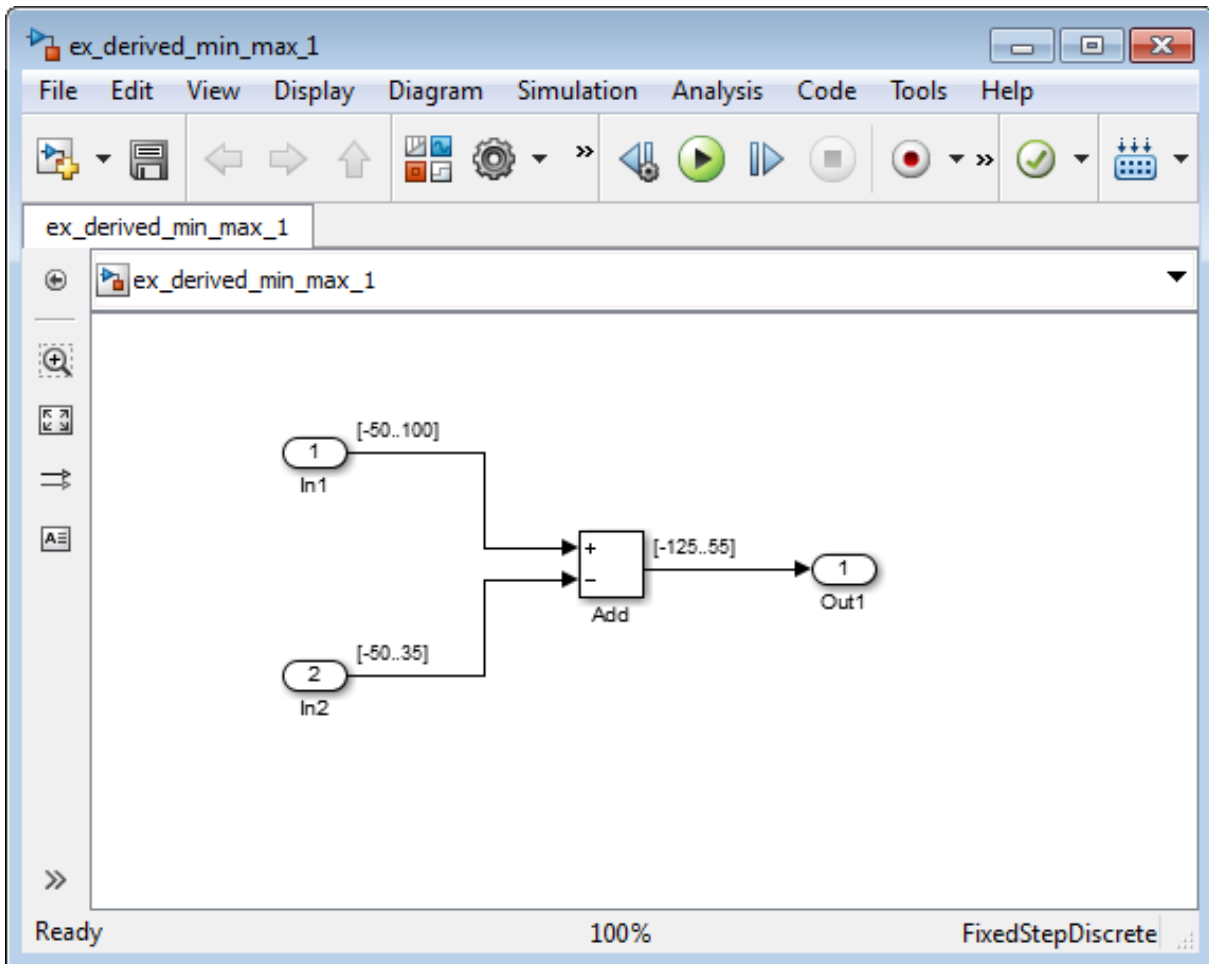 ex_derived_min_max_1
File Edit View Display Diagram Simulation Analysis Code Tools Help
ex_derived_min_max_1
ex_derived_min_max_1
[-50..100]
1
In1
+
[-125..55]
−
1
Add
Out1
[-50..35]
2
In2
Ready 100% FixedStepDiscrete